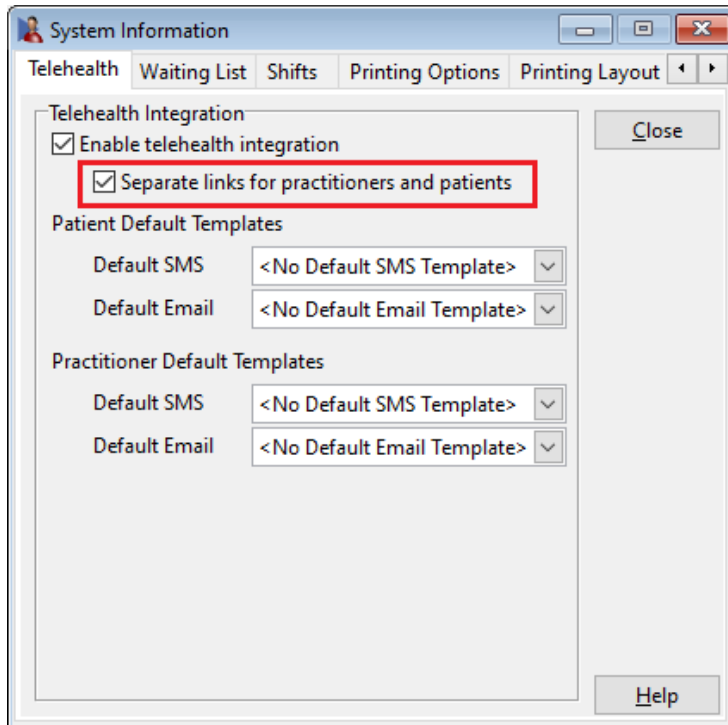 System Information
Telehealth Waiting List Shifts Printing Options Printing Layout
Telehealth Integration
Close
Enable telehealth integration
Separate links for practitioners and patients
Patient Default Templates
Default SMS <No Default SMS Template>
Default Email <No Default Email Template>
Practitioner Default Templates
Default SMS <No Default SMS Template>
Default Email <No Default Email Template>
Help